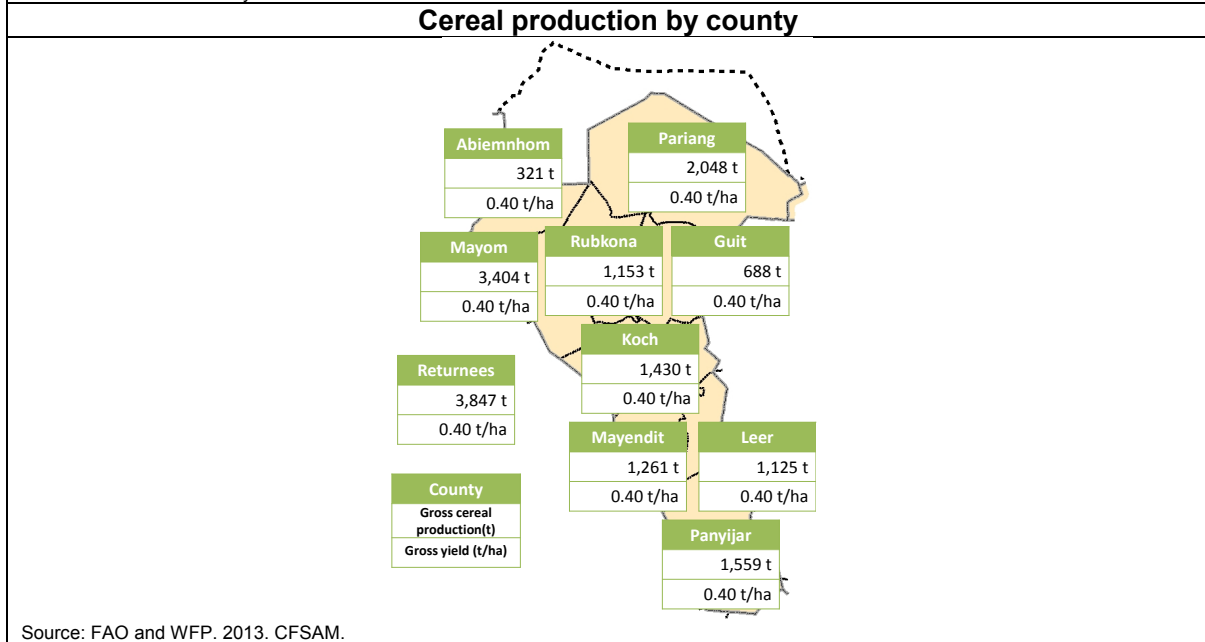 Cereal production by county
Abiemnhom
321 t
0.40 t/ha
Pariang
2,048 t
0.40 t/ha
Mayom
3,404 t
0.40 t/ha
Rubkona
1,153 t
0.40 t/ha
Guit
688 t
0.40 t/ha
Koch
1,430 t
0.40 t/ha
Returnees
3,847 t
0.40 t/ha
Mayendit
1,261 t
0.40 t/ha
Leer
1,125 t
0.40 t/ha
County
Gross cereal
production(t)
Gross yield (t/ha)
Panyijar
1,559 t
0.40 t/ha
Source: FAO and WFP. 2013. CFSAM.